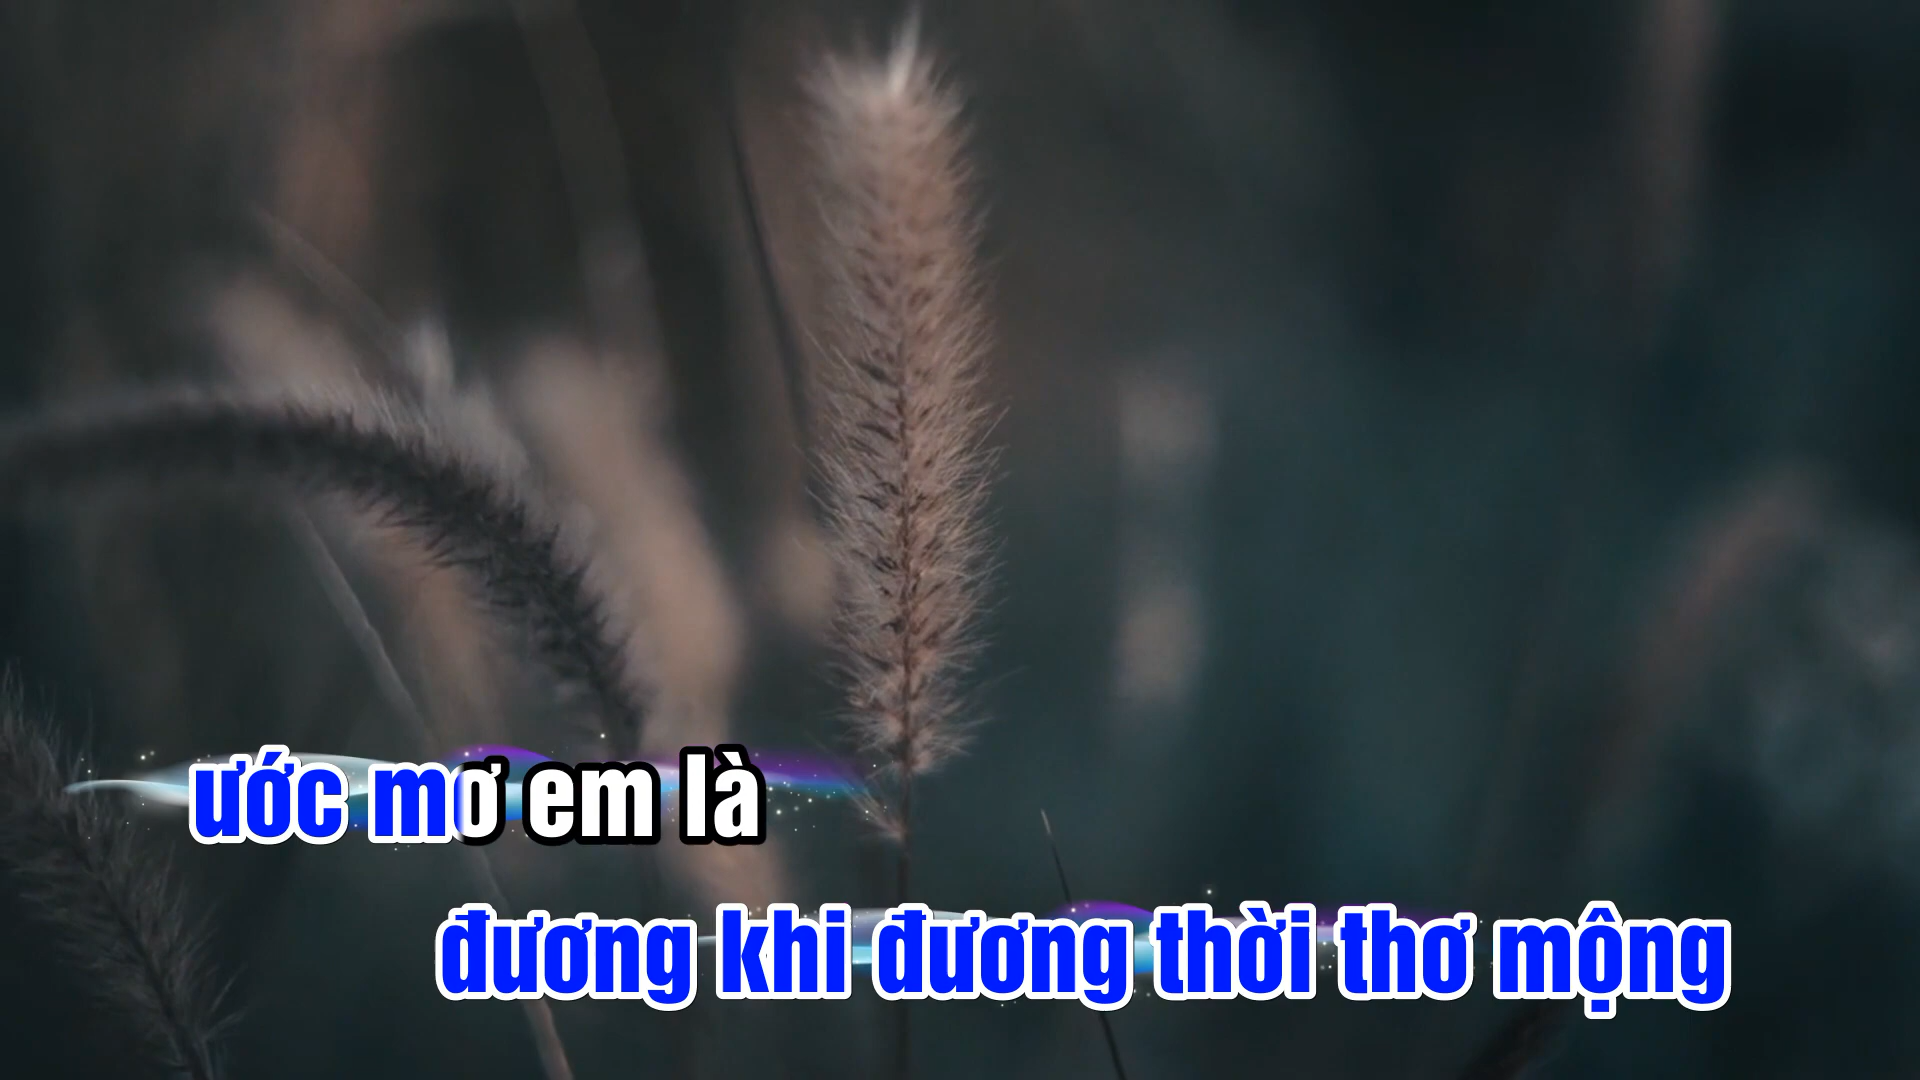 ước mơ em là
đương khi đương thời thơ mộng